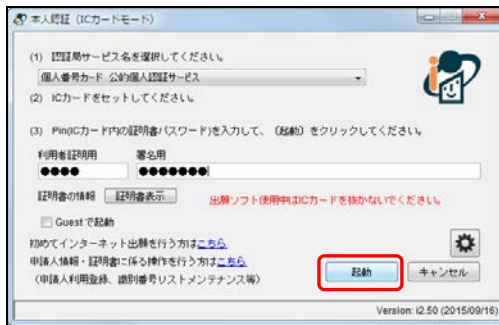 本人認証（ICカードモード）
(1) 認証局サービス名を選択してください。
個人番号カード 公的個人認証サービス
(2) ICカードをセットしてください。
(3) Pin(ICカード内の証明書パスワード)を入力して、（起動）をクリックしてください。
利用者証明用 署名用
●●●● ●●●●●●●
証明書の情報 証明書表示 出願ソフト使用中はICカードを抜かないでください。
Guestで起動
初めてインターネット出願を行う方はこちら
申請人情報・証明書に係る操作を行う方はこちら
（申請人利用登録、識別番号リストメンテナンス等）
起動 キャンセル
Version: i2.50 (2015/09/16)